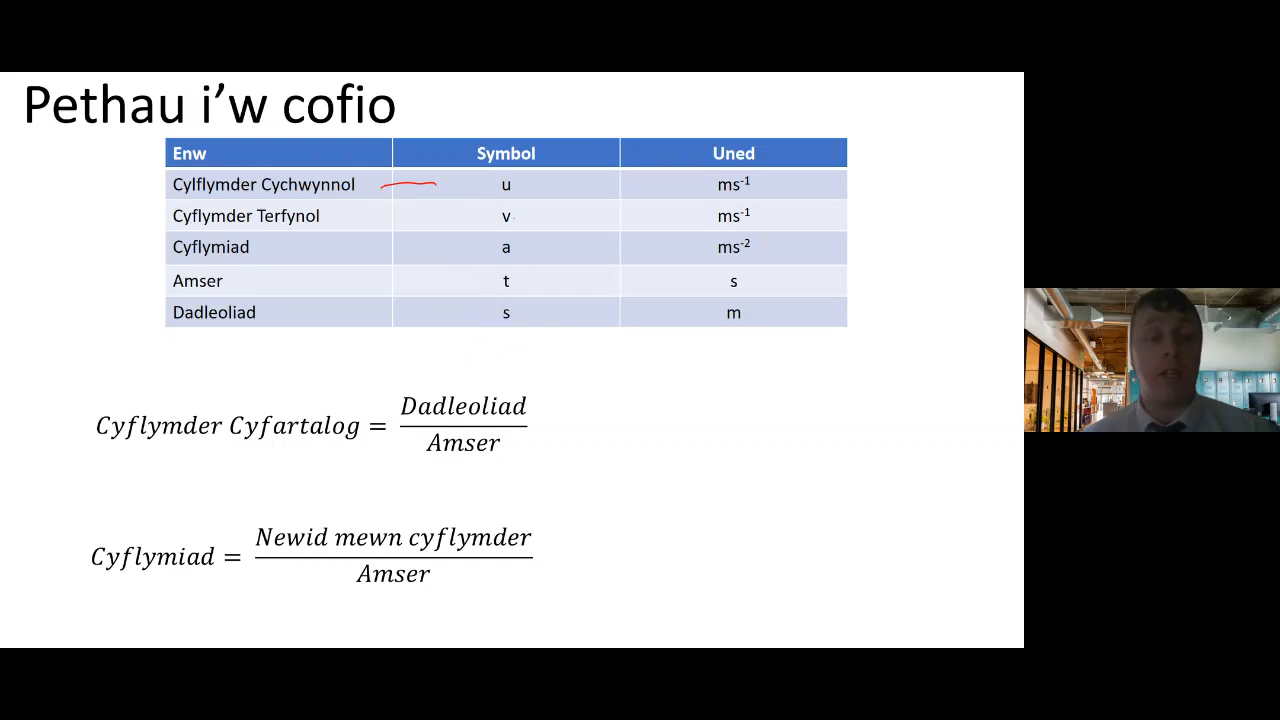 Pethau i'w cofio
Enw Symbol Uned
Cylflymder Cychwynnol u ms⁻¹
Cyflymder Terfynol v ms⁻¹
Cyflymiad a ms⁻²
Amser t s
Dadleoliad s m
Cyflymder Cyfartalog = Dadleoliad
Amser
Cyflymiad = Newid mewn cyflymder
Amser